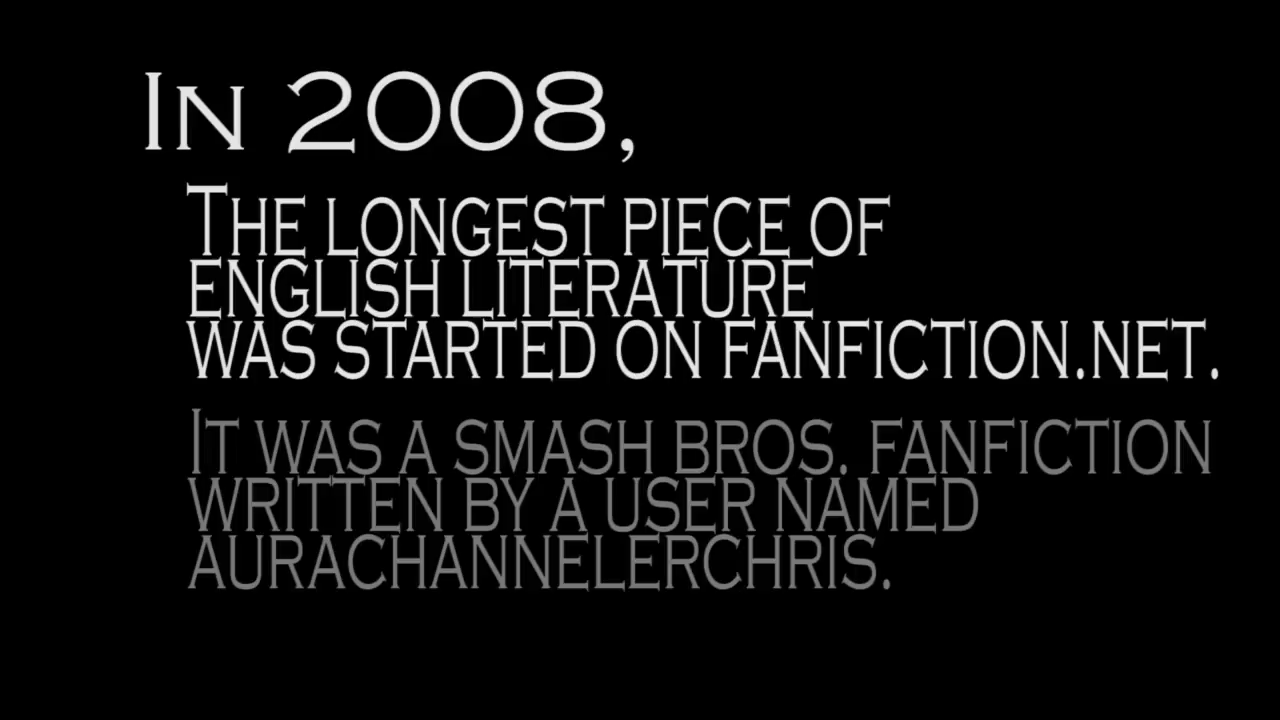 In 2008,
The longest piece of
english literature
was started on fanfiction.net.
It was a smash bros. fanfiction
written by a user named
aurachannelerchris.